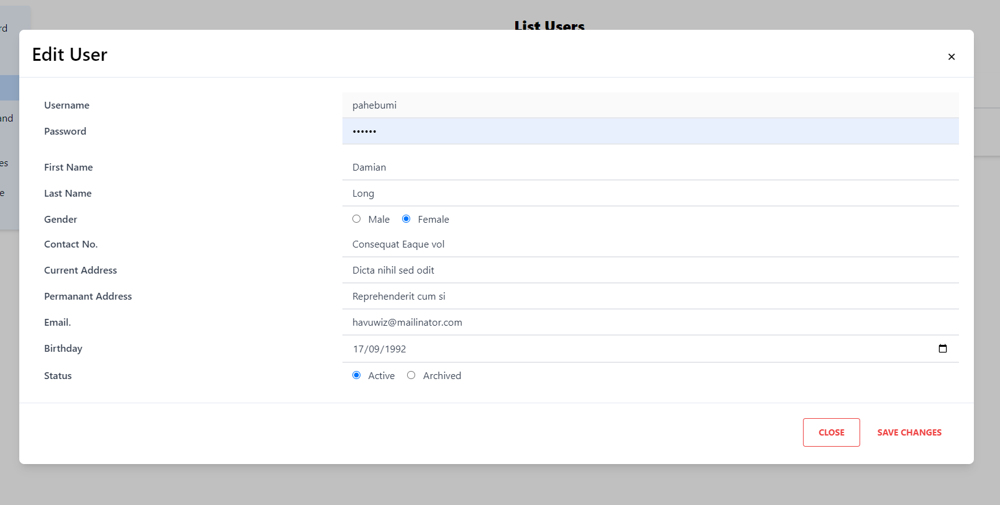 rd
List Users
Edit User
×
and
es
e
Username pahebumi
Password ••••••
First Name Damian
Last Name Long
Gender Male Female
Contact No. Consequat Eaque vol
Current Address Dicta nihil sed odit
Permanant Address Reprehenderit cum si
Email. havuwiz@mailinator.com
Birthday 17/09/1992
Status Active Archived
CLOSE SAVE CHANGES